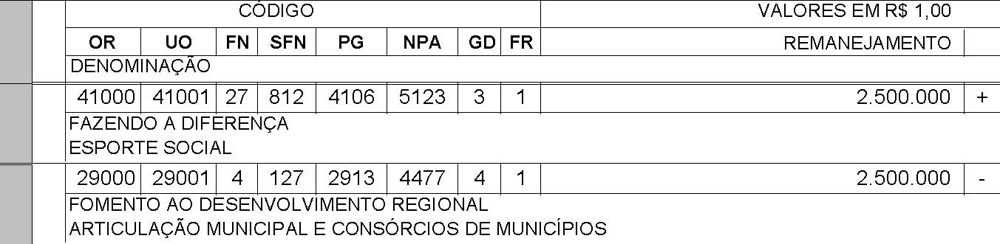 CÓDIGO VALORES EM R$ 1,00
OR UO FN SFN PG NPA GD FR REMANEJAMENTO
DENOMINAÇÃO
41000 41001 27 812 4106 5123 3 1 2.500.000 +
FAZENDO A DIFERENÇA
ESPORTE SOCIAL
29000 29001 4 127 2913 4477 4 1 2.500.000 -
FOMENTO AO DESENVOLVIMENTO REGIONAL
ARTICULAÇÃO MUNICIPAL E CONSÓRCIOS DE MUNICÍPIOS